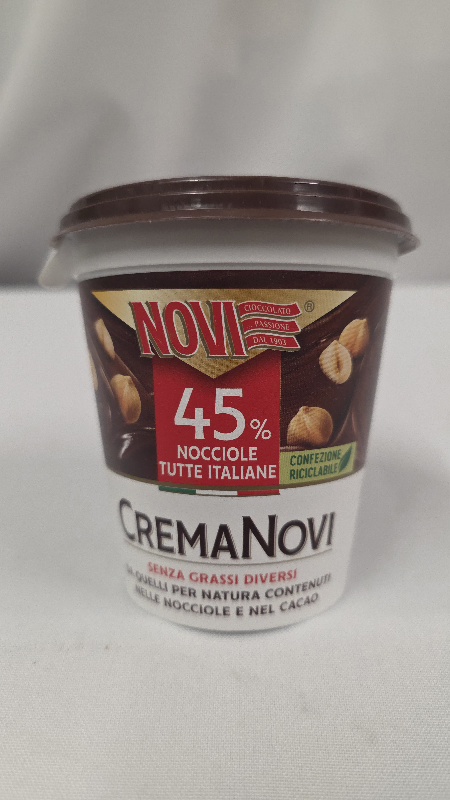 NOVI
CIOCCOLATO
PASSIONE
DAL 1903
®
45%
NOCCIOLE
TUTTE ITALIANE
CONFEZIONE
RICICLABILE
CREMANOVI
SENZA GRASSI DIVERSI
DA QUELLI PER NATURA CONTENUTI
NELLE NOCCIOLE E NEL CACAO